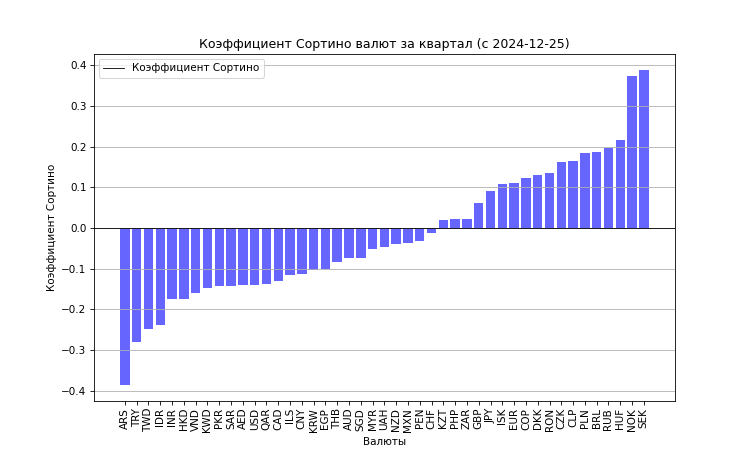 Коэффициент Сортино валют за квартал (с 2024-12-25)
Коэффициент Сортино
0.4
0.3
0.2
0.1
0.0
−0.1
−0.2
−0.3
−0.4
Коэффициент Сортино
ARS TRY TWD IDR INR HKD VND KWD PKR SAR AED USD QAR CAD ILS CNY KRW EGP THB AUD SGD MYR UAH NZD MXN PEN CHF KZT PHP ZAR GBP JPY ISK EUR COP DKK RON CZK CLP PLN BRL RUB HUF NOK SEK
Валюты